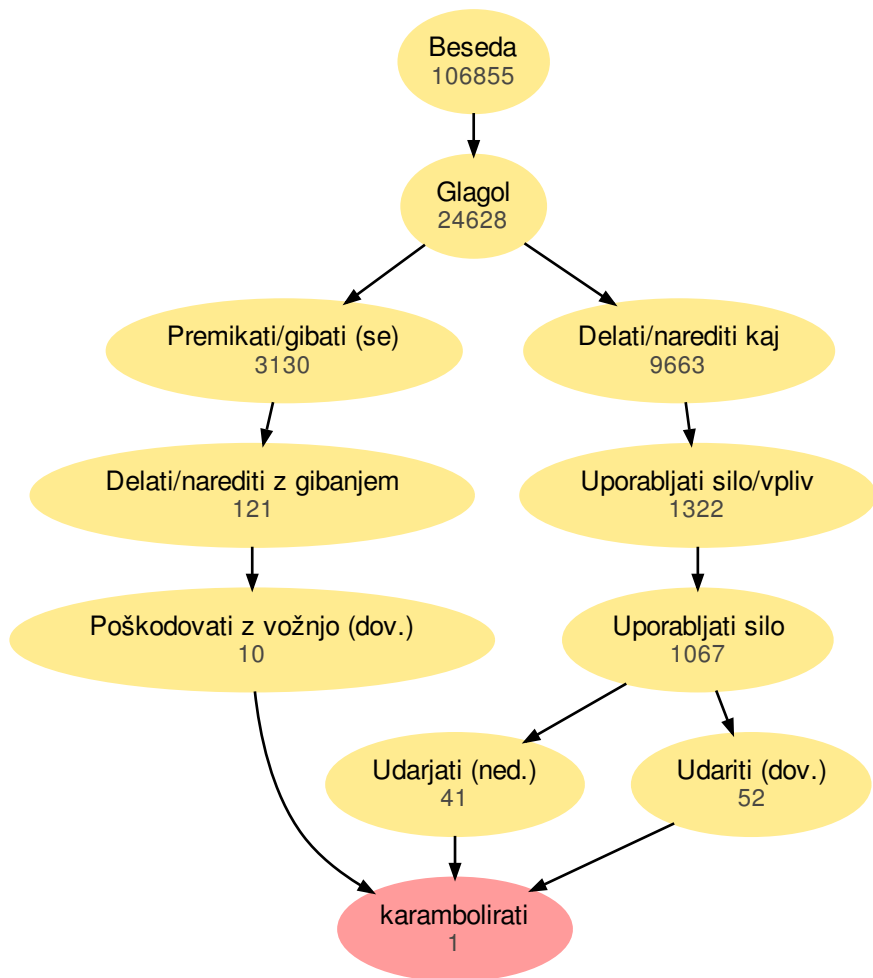 Beseda
106855
Glagol
24628
Premikati/gibati (se)
3130
Delati/narediti kaj
9663
Delati/narediti z gibanjem
121
Uporabljati silo/vpliv
1322
Poškodovati z vožnjo (dov.)
10
Uporabljati silo
1067
Udarjati (ned.)
41
Udariti (dov.)
52
karambolirati
1